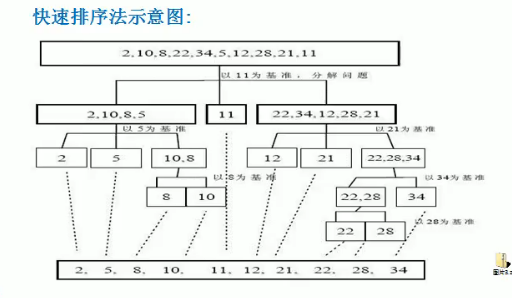 快速排序法示意图:
2,10,8,22,34,5,12,28,21,11
以11为基准，分解问题
2,10,8,5
11
22,34,12,28,21
以5为基准
以21为基准
2
5
10,8
12
21
22,28,34
以8为基准
以34为基准
8
10
22,28
34
以28为基准
22
28
2、 5、 8、 10、 11、 12、 21、 22、 28、 34